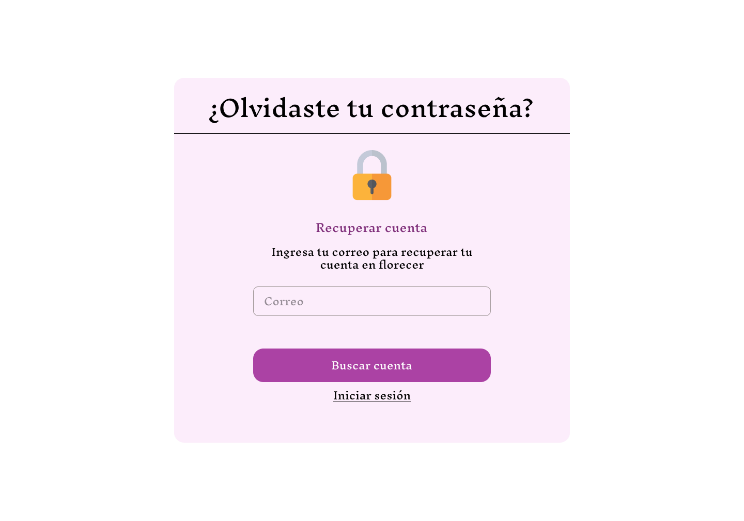 ¿Olvidaste tu contraseña?
Recuperar cuenta
Ingresa tu correo para recuperar tu
cuenta en florecer
Correo
Buscar cuenta
Iniciar sesión